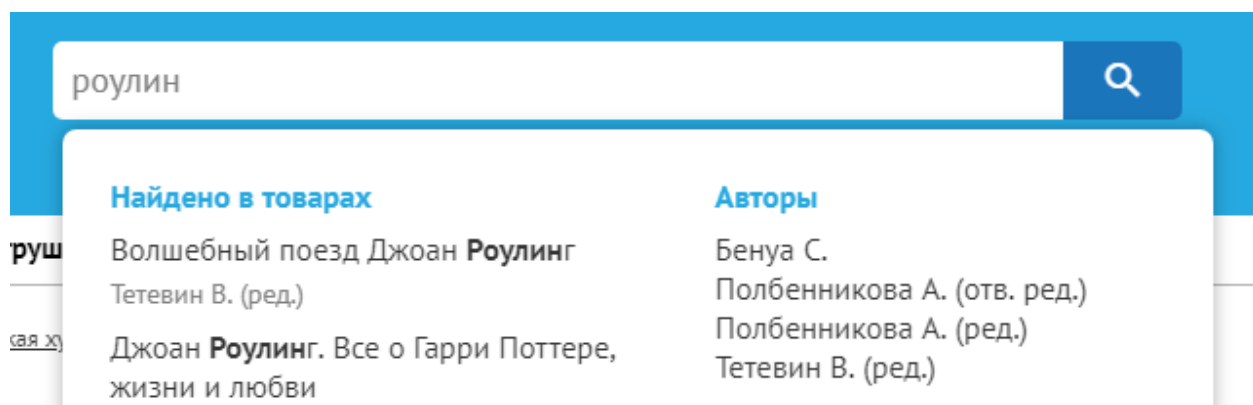 роулин
Найдено в товарах
Волшебный поезд Джоан Роулинг
Тетевин В. (ред.)
Джоан Роулинг. Все о Гарри Поттере,
жизни и любви
Авторы
Бенуа С.
Полбенникова А. (отв. ред.)
Полбенникова А. (ред.)
Тетевин В. (ред.)